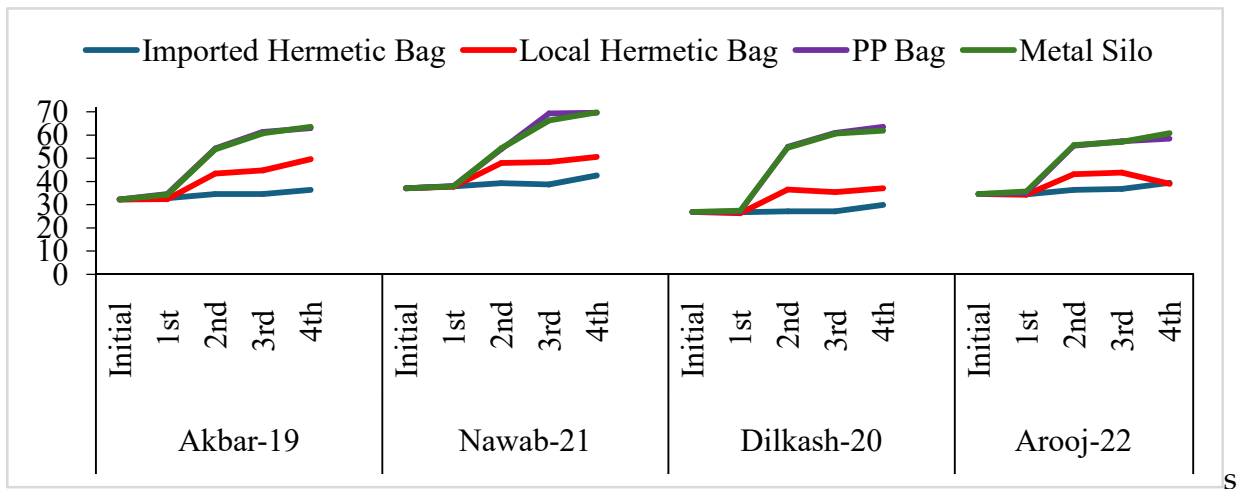 Imported Hermetic Bag Local Hermetic Bag PP Bag Metal Silo
70
60
50
40
30
20
10
0
Initial 1st 2nd 3rd 4th Initial 1st 2nd 3rd 4th Initial 1st 2nd 3rd 4th Initial 1st 2nd 3rd 4th
Akbar-19 Nawab-21 Dilkash-20 Arooj-22
s